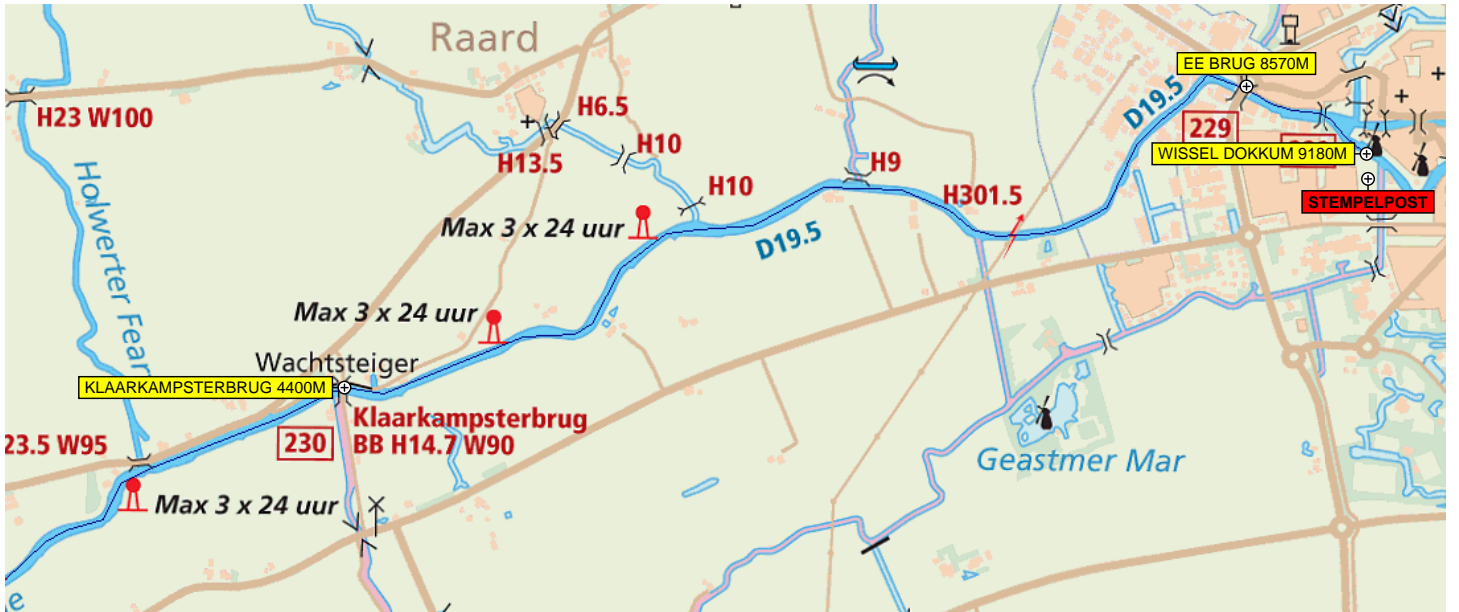 Raard
EE BRUG 8570M
D19.5
H23 W100
H6.5
229
H10
H13.5
WISSEL DOKKUM 9180M
H9
H10
H301.5
STEMPELPOST
Max 3 x 24 uur
D19.5
Holwerter Fear
Max 3 x 24 uur
Wachtsteiger
KLAARKAMPSTERBRUG 4400M
Klaarkampsterbrug
BB H14.7 W90
230
23.5 W95
Geastmer Mar
Max 3 x 24 uur
e